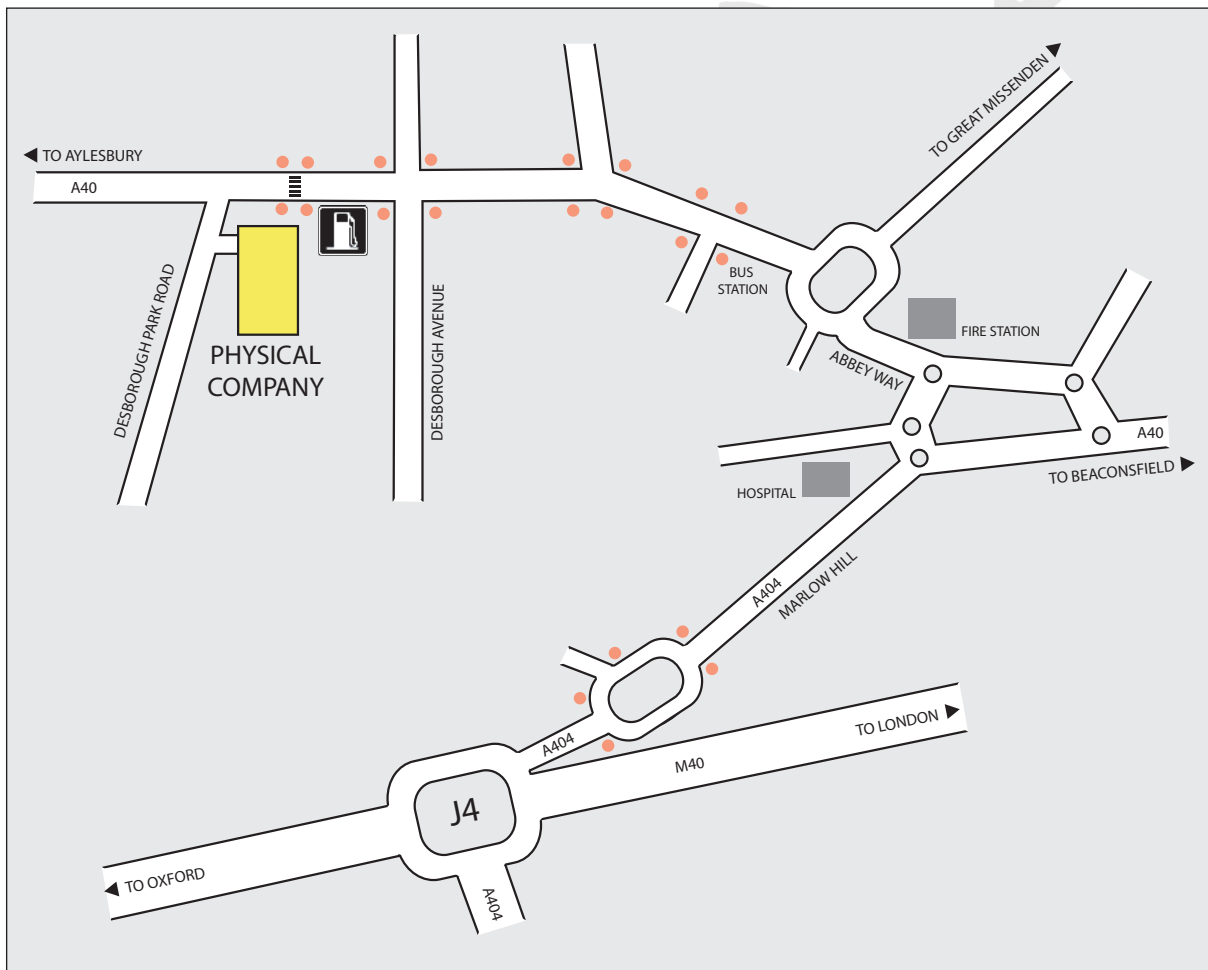 TO GREAT MISSENDEN
TO AYLESBURY
A40
BUS
STATION
FIRE STATION
DESBOROUGH PARK ROAD
PHYSICAL
COMPANY
DESBOROUGH AVENUE
ABBEY WAY
A40
TO BEACONSFIELD
HOSPITAL
A404
MARLOW HILL
A404
TO LONDON
M40
J4
TO OXFORD
A404